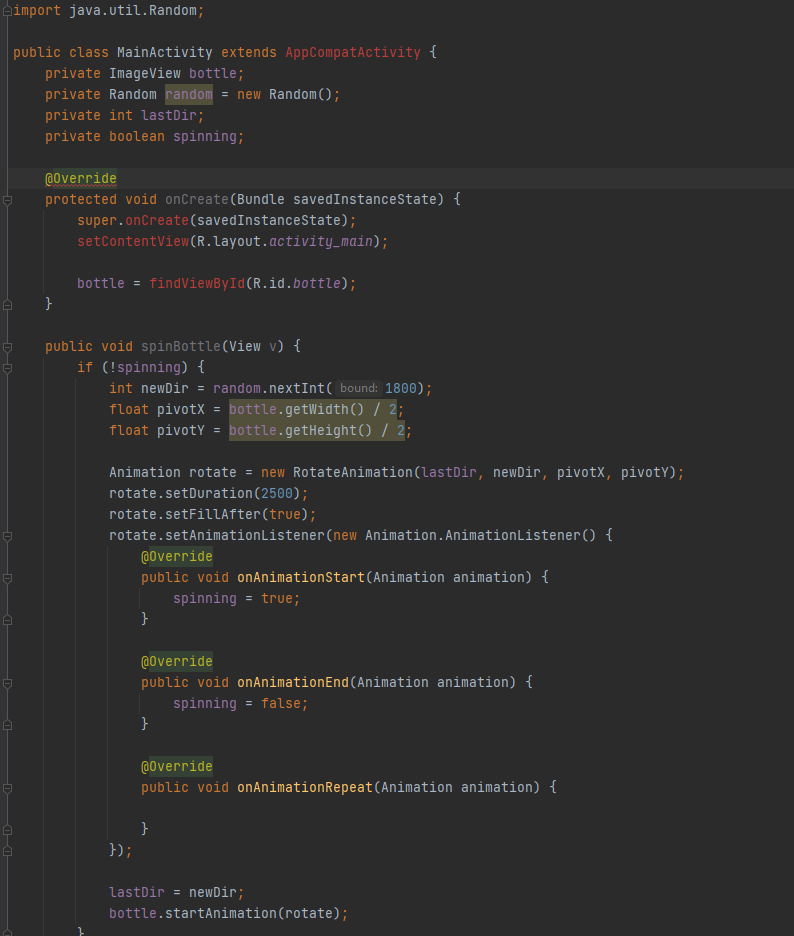 import java.util.Random;
public class MainActivity extends AppCompatActivity {
private ImageView bottle;
private Random random = new Random();
private int lastDir;
private boolean spinning;
@Override
protected void onCreate(Bundle savedInstanceState) {
super.onCreate(savedInstanceState);
setContentView(R.layout.activity_main);
bottle = findViewById(R.id.bottle);
}
public void spinBottle(View v) {
if (!spinning) {
int newDir = random.nextInt( bound: 1800);
float pivotX = bottle.getWidth() / 2;
float pivotY = bottle.getHeight() / 2;
Animation rotate = new RotateAnimation(lastDir, newDir, pivotX, pivotY);
rotate.setDuration(2500);
rotate.setFillAfter(true);
rotate.setAnimationListener(new Animation.AnimationListener() {
@Override
public void onAnimationStart(Animation animation) {
spinning = true;
}
@Override
public void onAnimationEnd(Animation animation) {
spinning = false;
}
@Override
public void onAnimationRepeat(Animation animation) {
}
});
lastDir = newDir;
bottle.startAnimation(rotate);
}